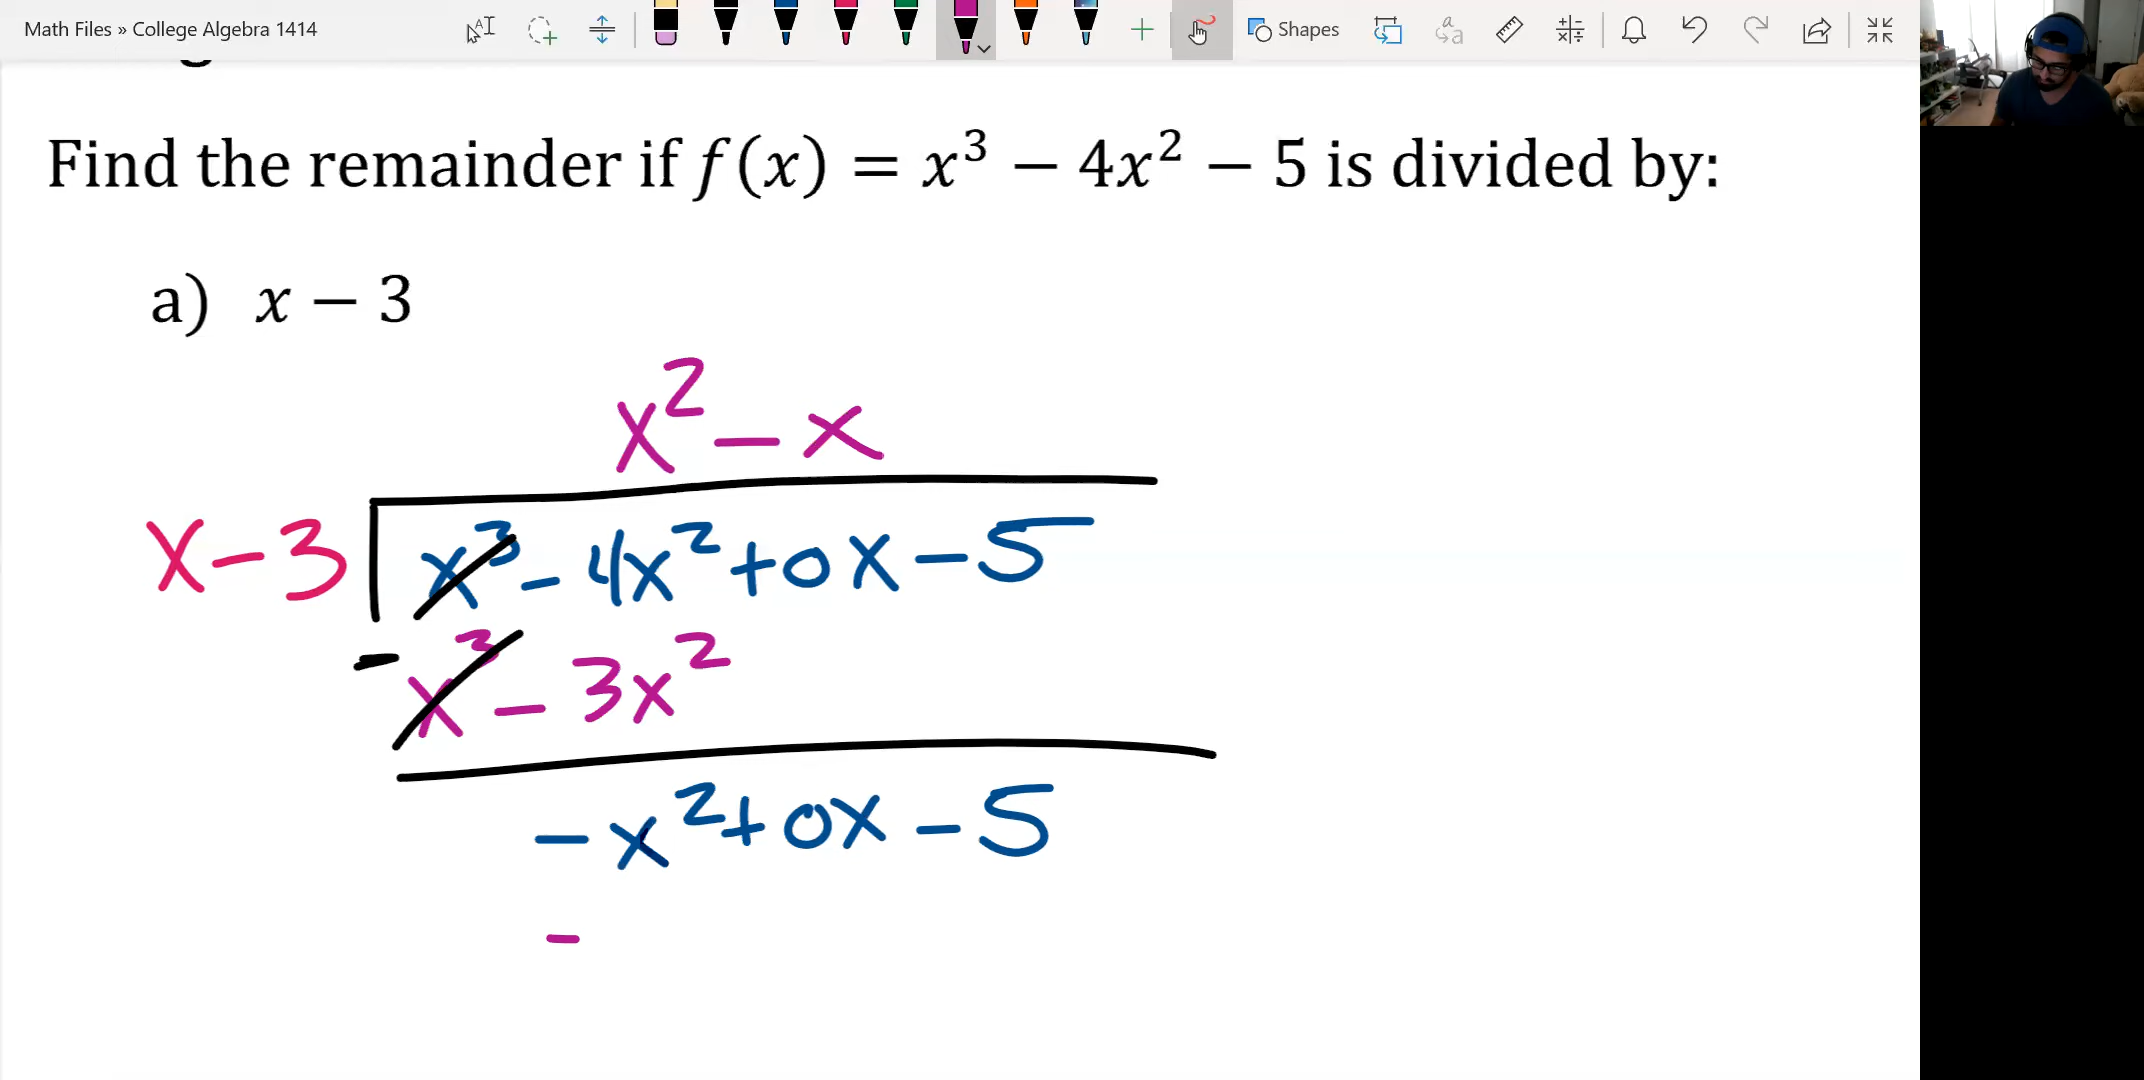 Math Files » College Algebra 1414
Shapes
Find the remainder if f(x) = x³ − 4x² − 5 is divided by:
a) x − 3
x² − x
x − 3 x³ − 4x² + 0x − 5
− x³ − 3x²
− x² + 0x − 5
−